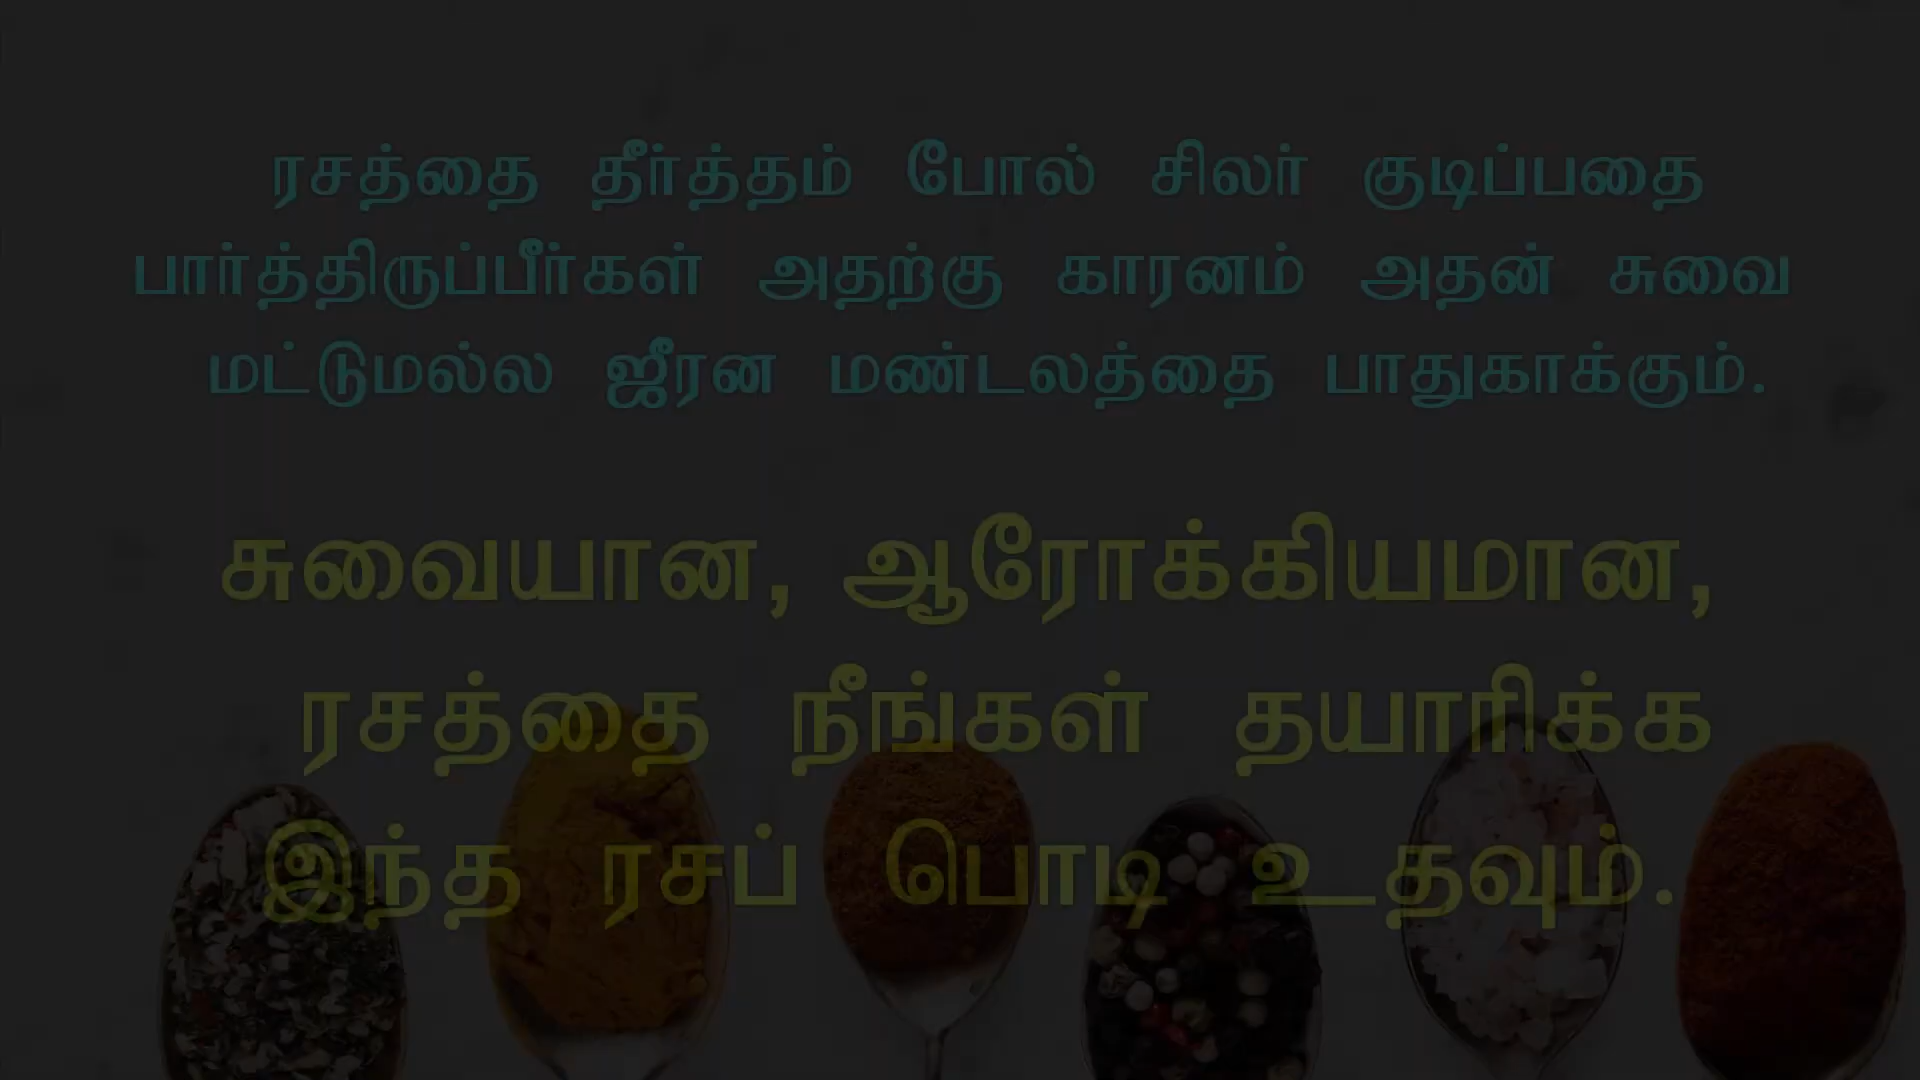 ரசத்தை தீர்த்தம் போல் சிலர் குடிப்பதை
பார்த்திருப்பீர்கள் அதற்கு காரனம் அதன் சுவை
மட்டுமல்ல ஜீரன மண்டலத்தை பாதுகாக்கும்.
சுவையான, ஆரோக்கியமான,
ரசத்தை நீங்கள் தயாரிக்க
இந்த ரசப் பொடி உதவும்.